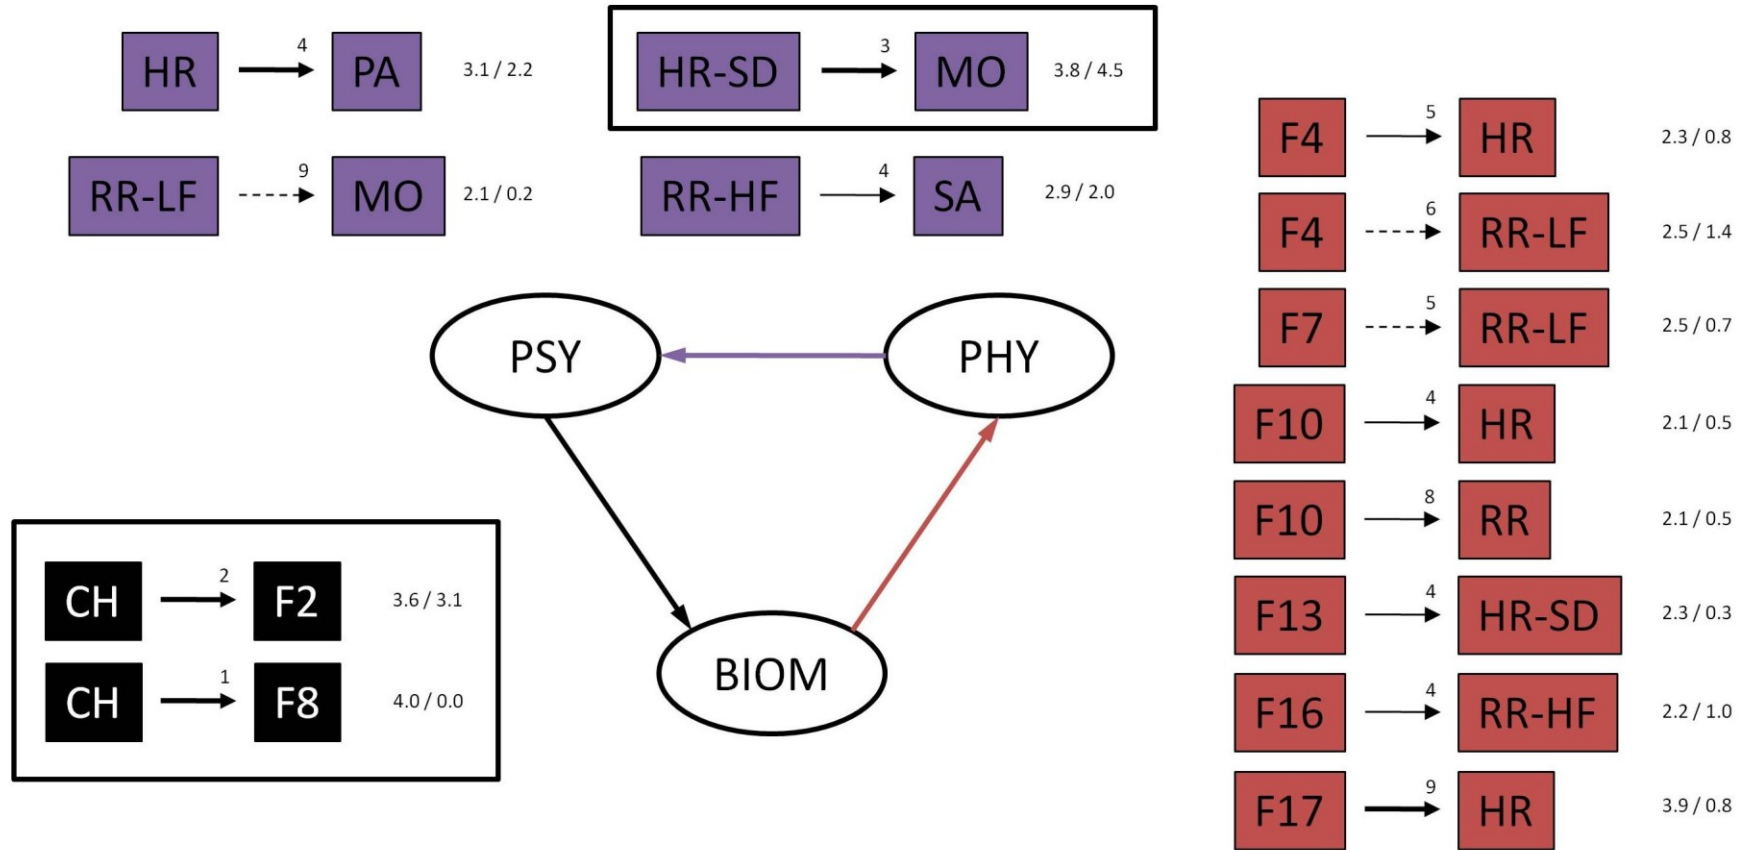 HR 4 PA 3.1 / 2.2
HR-SD 3 MO 3.8 / 4.5
RR-LF 9 MO 2.1 / 0.2
RR-HF 4 SA 2.9 / 2.0
F4 5 HR 2.3 / 0.8
F4 6 RR-LF 2.5 / 1.4
F7 5 RR-LF 2.5 / 0.7
F10 4 HR 2.1 / 0.5
F10 8 RR 2.1 / 0.5
F13 4 HR-SD 2.3 / 0.3
F16 4 RR-HF 2.2 / 1.0
F17 9 HR 3.9 / 0.8
PSY
PHY
BIOM
CH 2 F2 3.6 / 3.1
CH 1 F8 4.0 / 0.0